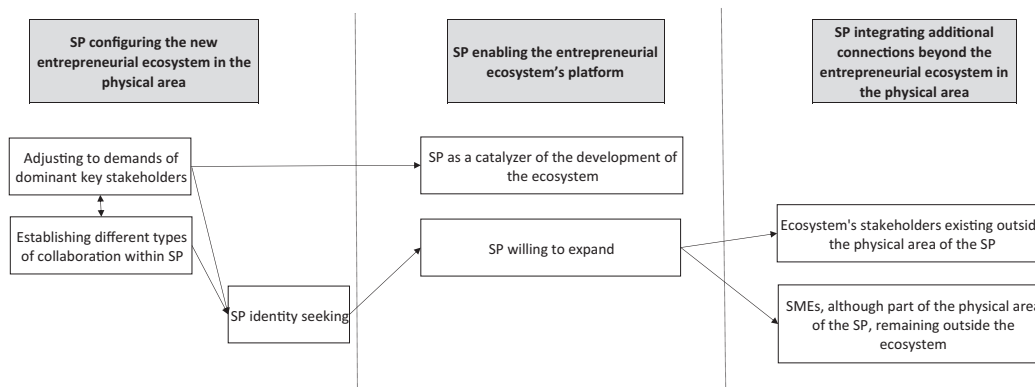 SP configuring the new
entrepreneurial ecosystem in the
physical area
SP enabling the entrepreneurial
ecosystem's platform
SP integrating additional
connections beyond the
entrepreneurial ecosystem in
the physical area
Adjusting to demands of
dominant key stakeholders
Establishing different types
of collaboration within SP
SP identity seeking
SP as a catalyzer of the development of
the ecosystem
SP willing to expand
Ecosystem's stakeholders existing outsid
the physical area of the SP
SMEs, although part of the physical area
of the SP, remaining outside the
ecosystem